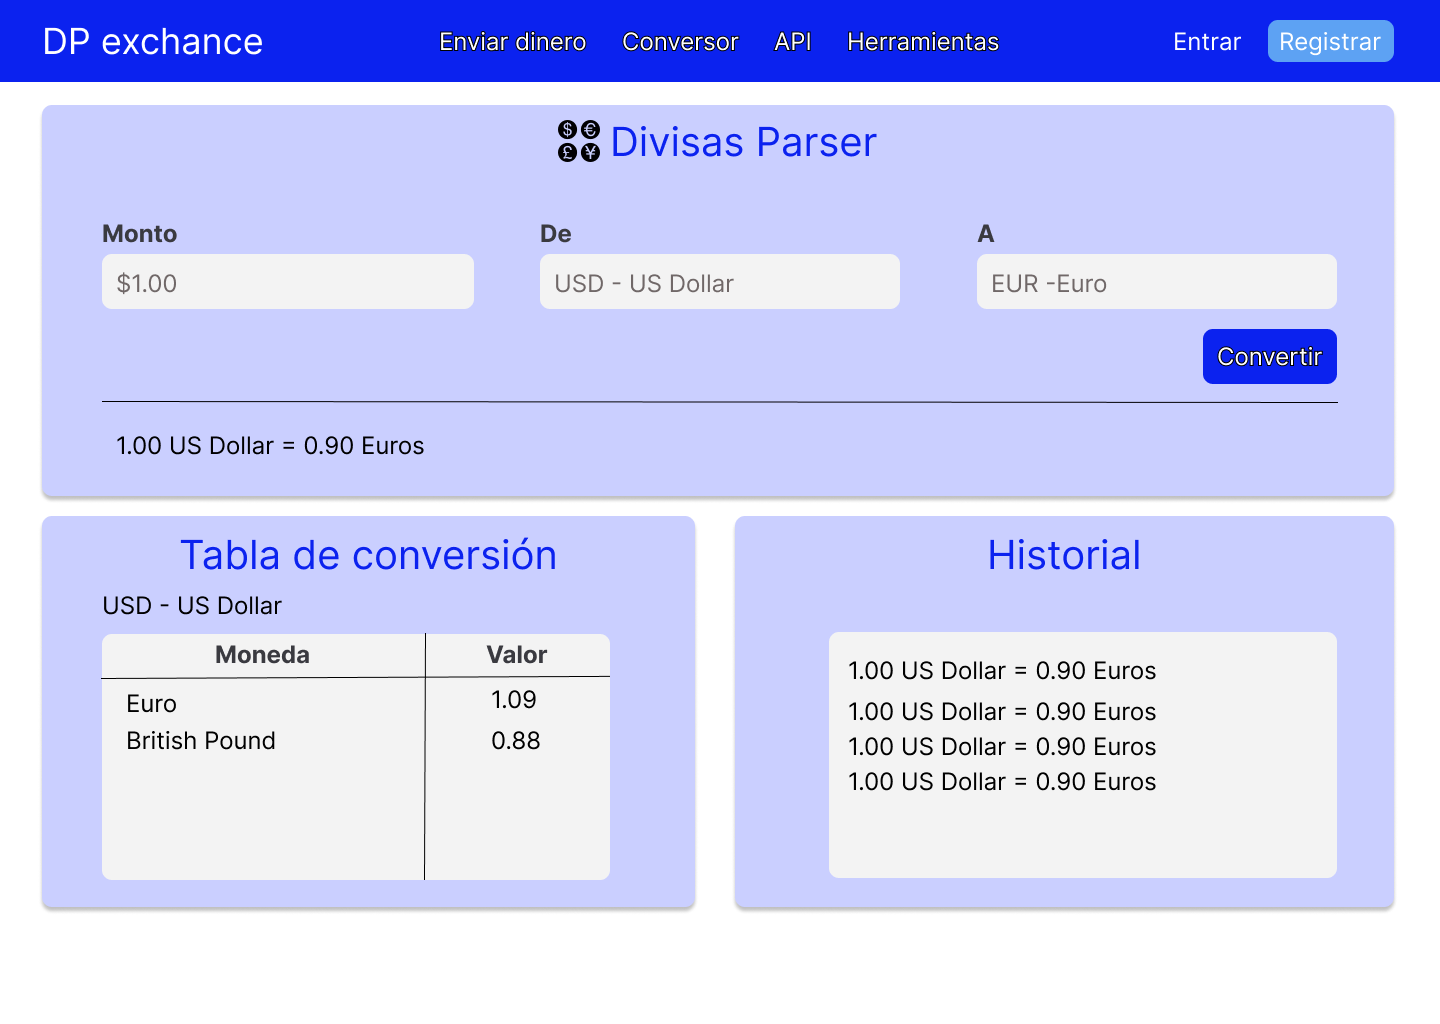 DP exchance
Enviar dinero Conversor API Herramientas
Entrar Registrar
$ € £ ¥
Divisas Parser
Monto De A
$1.00 USD - US Dollar EUR -Euro
Convertir
1.00 US Dollar = 0.90 Euros
Tabla de conversión
USD - US Dollar
Moneda Valor
Euro 1.09
British Pound 0.88
Historial
1.00 US Dollar = 0.90 Euros
1.00 US Dollar = 0.90 Euros
1.00 US Dollar = 0.90 Euros
1.00 US Dollar = 0.90 Euros